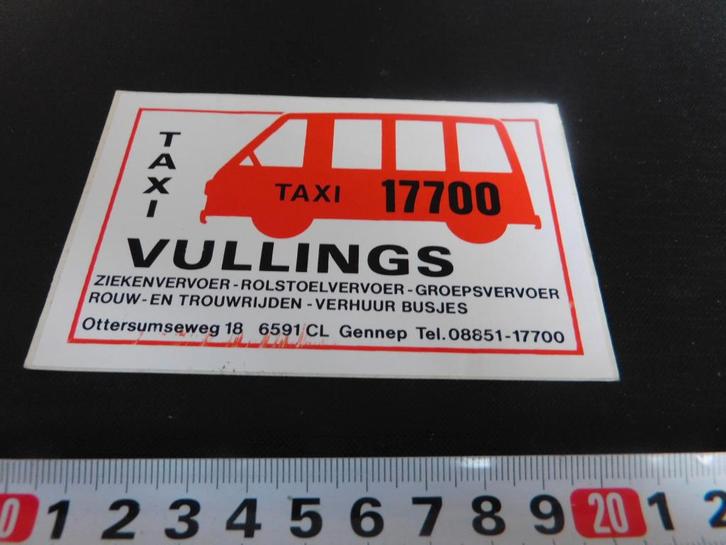 TAXI
TAXI 17700
VULLINGS
ZIEKENVERVOER-ROLSTOELVERVOER-GROEPSVERVOER
ROUW-EN TROUWRIJDEN-VERHUUR BUSJES
Ottersumseweg 18 6591 CL Gennep Tel.08851-17700
0 1 2 3 4 5 6 7 8 9 20 1 2